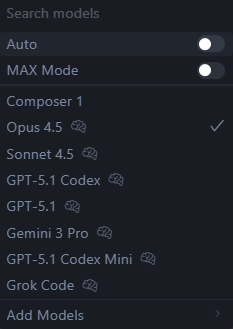 Search models
Auto
MAX Mode
Composer 1
Opus 4.5
Sonnet 4.5
GPT-5.1 Codex
GPT-5.1
Gemini 3 Pro
GPT-5.1 Codex Mini
Grok Code
Add Models